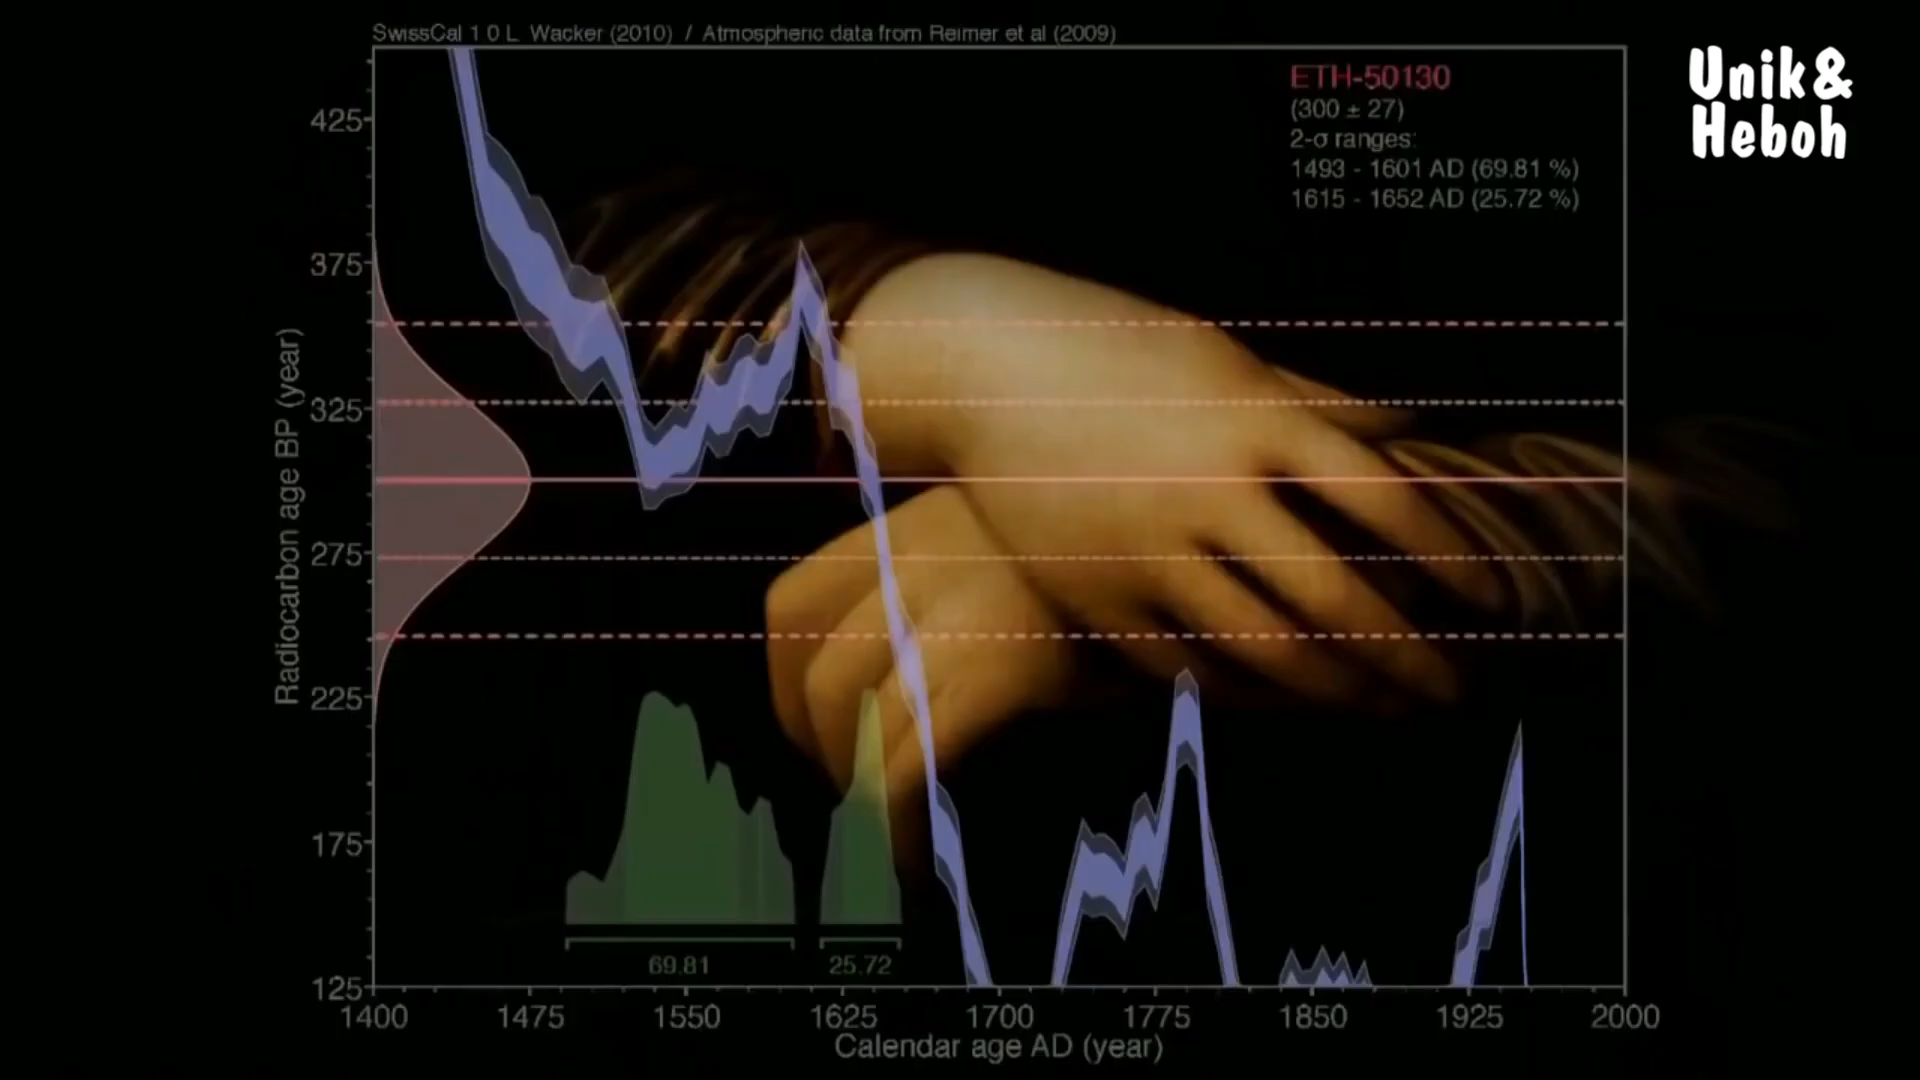 SwissCal 1 0 L Wacker (2010) / Atmospheric data from Reimer et al (2009)
Unik&
Heboh
ETH-50130
(300 ± 27)
2-σ ranges:
1493 - 1601 AD (69.81 %)
1615 - 1652 AD (25.72 %)
Radiocarbon age BP (year)
425
375
325
275
225
175
125
69.81 25.72
1400 1475 1550 1625 1700 1775 1850 1925 2000
Calendar age AD (year)